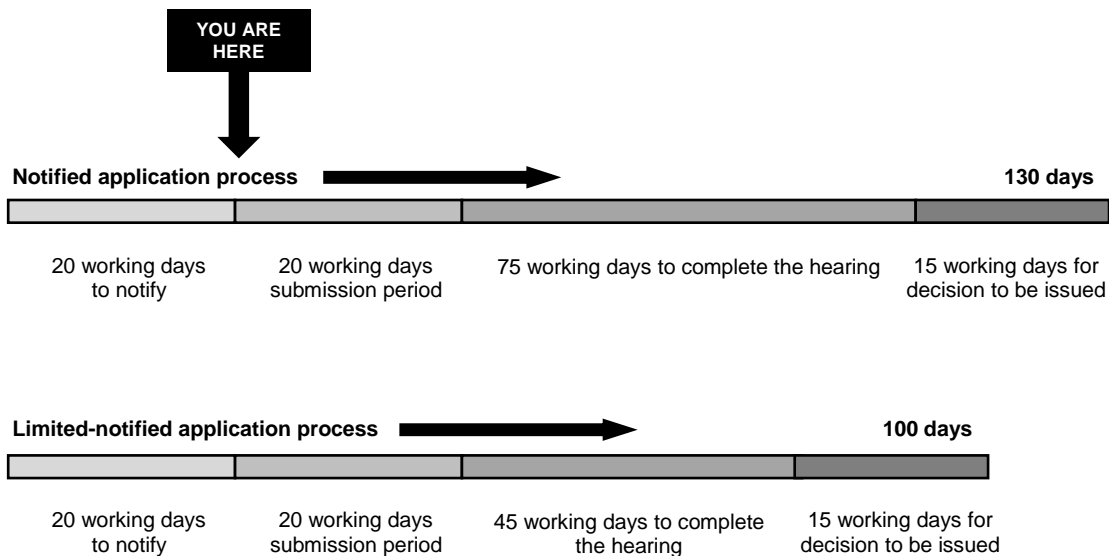 YOU ARE
HERE
Notified application process
130 days
20 working days
to notify
20 working days
submission period
75 working days to complete the hearing
15 working days for
decision to be issued
Limited-notified application process
100 days
20 working days
to notify
20 working days
submission period
45 working days to complete
the hearing
15 working days for
decision to be issued